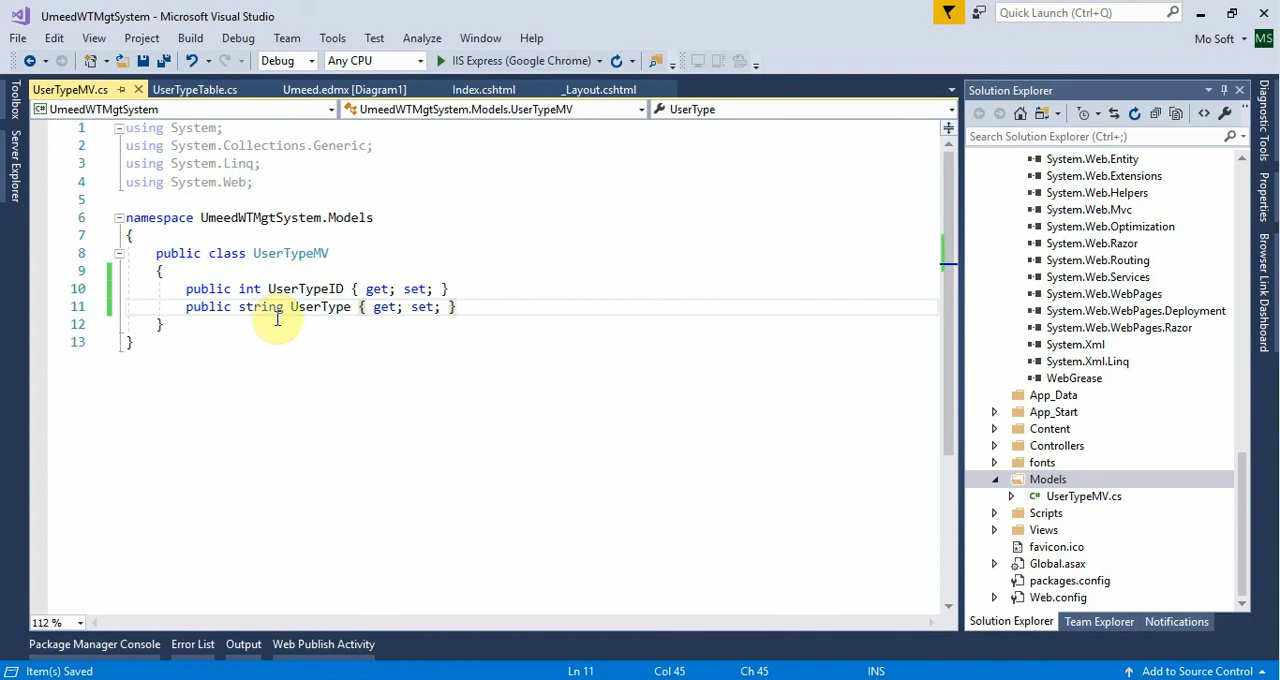 UmeedWTMgtSystem - Microsoft Visual Studio
Quick Launch (Ctrl+Q)
File Edit View Project Build Debug Team Tools Test Analyze Window Help
Mo Soft MS
Debug Any CPU IIS Express (Google Chrome)
UserTypeMV.cs UserTypeTable.cs Umeed.edmx [Diagram1] Index.cshtml _Layout.cshtml
UmeedWTMgtSystem UmeedWTMgtSystem.Models.UserTypeMV UserType
Toolbox
Server Explorer
1 using System;
2 using System.Collections.Generic;
3 using System.Linq;
4 using System.Web;
5
6 namespace UmeedWTMgtSystem.Models
7 {
8 public class UserTypeMV
9 {
10 public int UserTypeID { get; set; }
11 public string UserType { get; set; }
12 }
13 }
112 %
Solution Explorer
Search Solution Explorer (Ctrl+;)
System.Web.Entity
System.Web.Extensions
System.Web.Helpers
System.Web.Mvc
System.Web.Optimization
System.Web.Razor
System.Web.Routing
System.Web.Services
System.Web.WebPages
System.Web.WebPages.Deployment
System.Web.WebPages.Razor
System.Xml
System.Xml.Linq
WebGrease
App_Data
App_Start
Content
Controllers
fonts
Models
C# UserTypeMV.cs
Scripts
Views
favicon.ico
Global.asax
packages.config
Web.config
Solution Explorer Team Explorer Notifications
Diagnostic Tools
Properties
Browser Link Dashboard
Package Manager Console Error List Output Web Publish Activity
Item(s) Saved Ln 11 Col 45 Ch 45 INS Add to Source Control